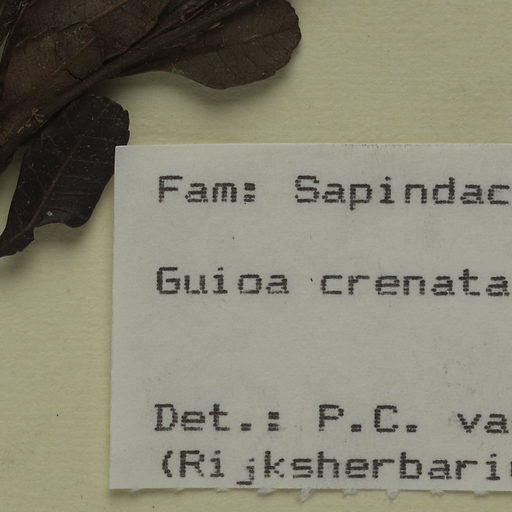 Fam: Sapindac
Guioa crenata
Det.: P.C. va
(Rijksherbari